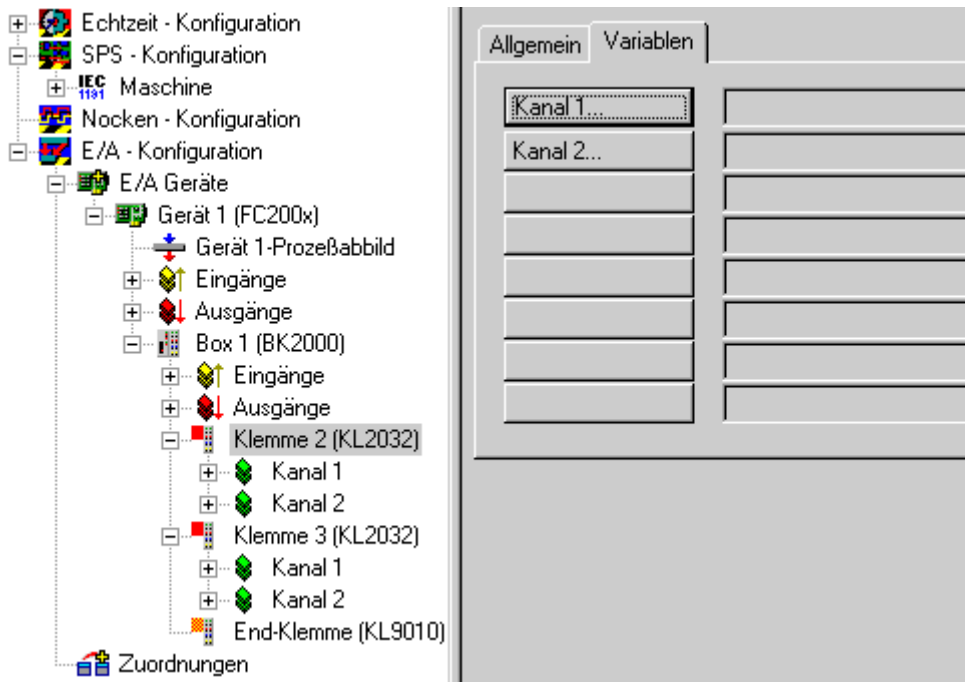 Echtzeit - Konfiguration
SPS - Konfiguration
IEC
1131
Maschine
Nocken - Konfiguration
E/A - Konfiguration
E/A Geräte
Gerät 1 (FC200x)
Gerät 1-Prozeßabbild
Eingänge
Ausgänge
Box 1 (BK2000)
Eingänge
Ausgänge
Klemme 2 (KL2032)
Kanal 1
Kanal 2
Klemme 3 (KL2032)
Kanal 1
Kanal 2
End-Klemme (KL9010)
Zuordnungen
Allgemein
Variablen
Kanal 1...
Kanal 2...